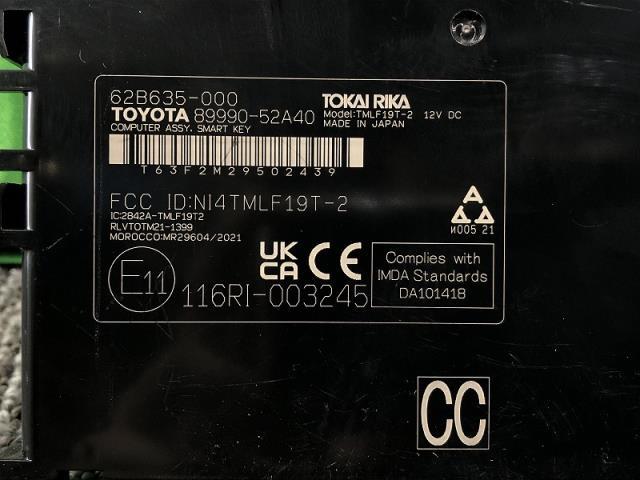 62B635-000
TOKAI RIKA
TOYOTA 89990-52A40
Model:TMLF19T-2 12V DC
COMPUTER ASSY. SMART KEY
MADE IN JAPAN
T63F2M29502439
FCC ID:NI4TMLF19T-2
IC:2842A-TMLF19T2
RLVTOTM21-1399
MOROCCO:MR29604/2021
И005 21
UK
CA
CE
Complies with
IMDA Standards
DA101418
E11
116RI-003245
CC